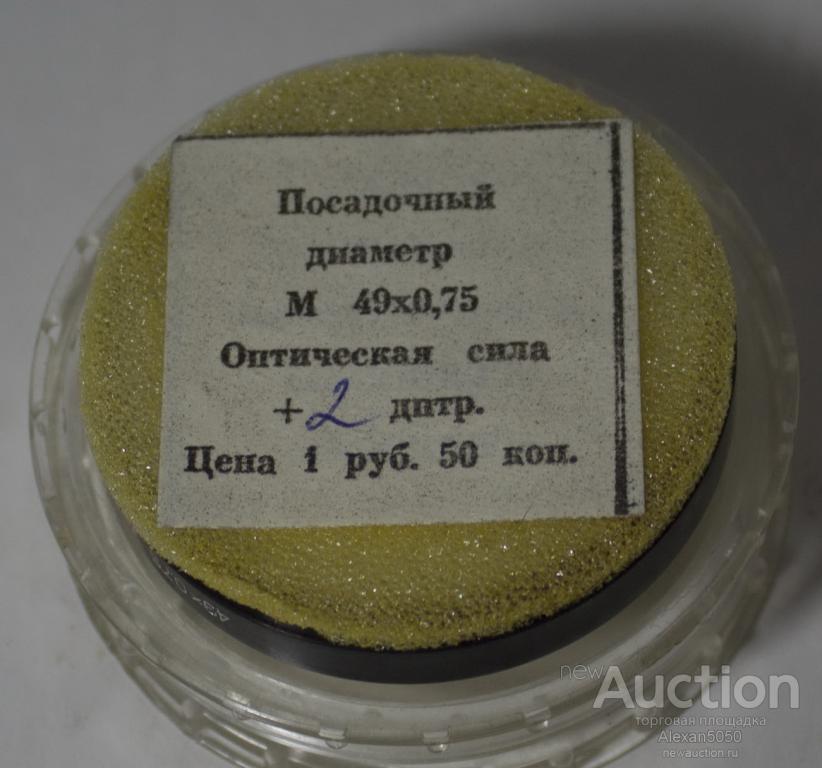 Посадочный
диаметр
М 49х0,75
Оптическая сила
+2 дптр.
Цена 1 руб. 50 коп.
newAuction
торговая площадка
Alexan5050
newauction.ru